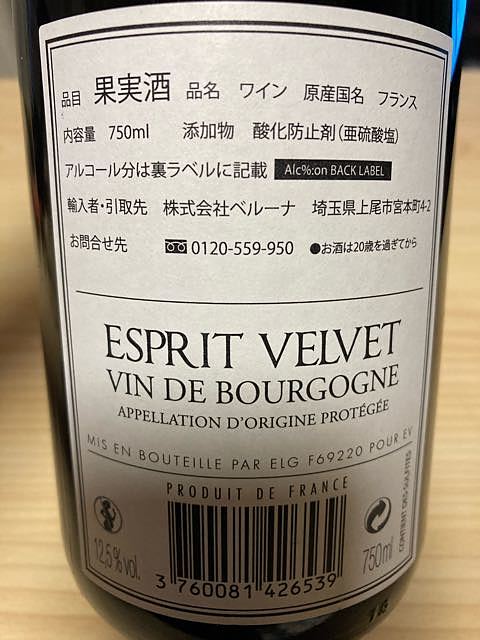 品目 果実酒 品名 ワイン 原産国名 フランス
内容量 750ml 添加物 酸化防止剤(亜硫酸塩)
アルコール分は裏ラベルに記載 Alc%:on BACK LABEL
輸入者・引取先 株式会社ベルーナ 埼玉県上尾市宮本町4-2
お問合せ先 0120-559-950 ●お酒は20歳を過ぎてから
ESPRIT VELVET
VIN DE BOURGOGNE
APPELLATION D'ORIGINE PROTÉGÉE
MIS EN BOUTEILLE PAR ELG F69220 POUR EV
PRODUIT DE FRANCE
12,5%vol.
3 760081 426539
750ml
CONTIENT DES SULFITES